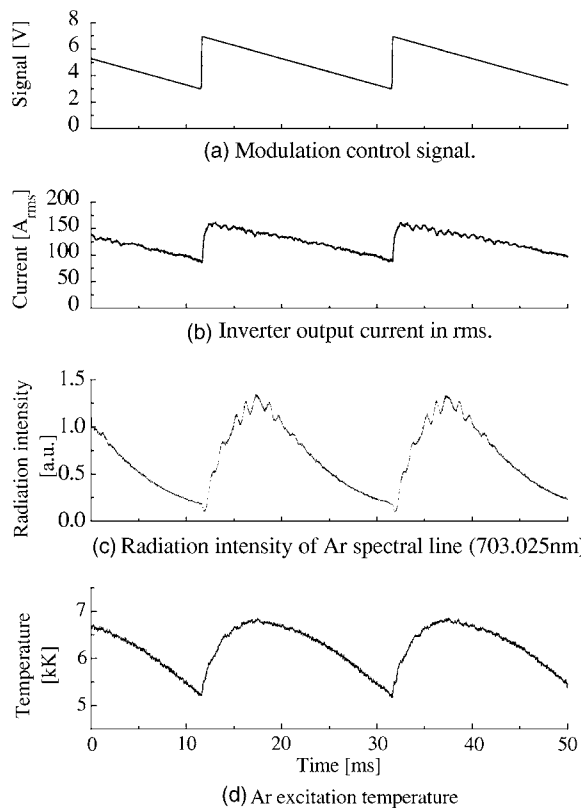 Signal [V]
8
6
4
2
0
(a) Modulation control signal.
Current [Arms]
200
150
100
50
0
(b) Inverter output current in rms.
Radiation intensity
[a.u.]
1.5
1.0
0.5
0.0
(c) Radiation intensity of Ar spectral line (703.025nm)
Temperature
[kK]
7
6
5
0 10 20 30 40 50
Time [ms]
(d) Ar excitation temperature